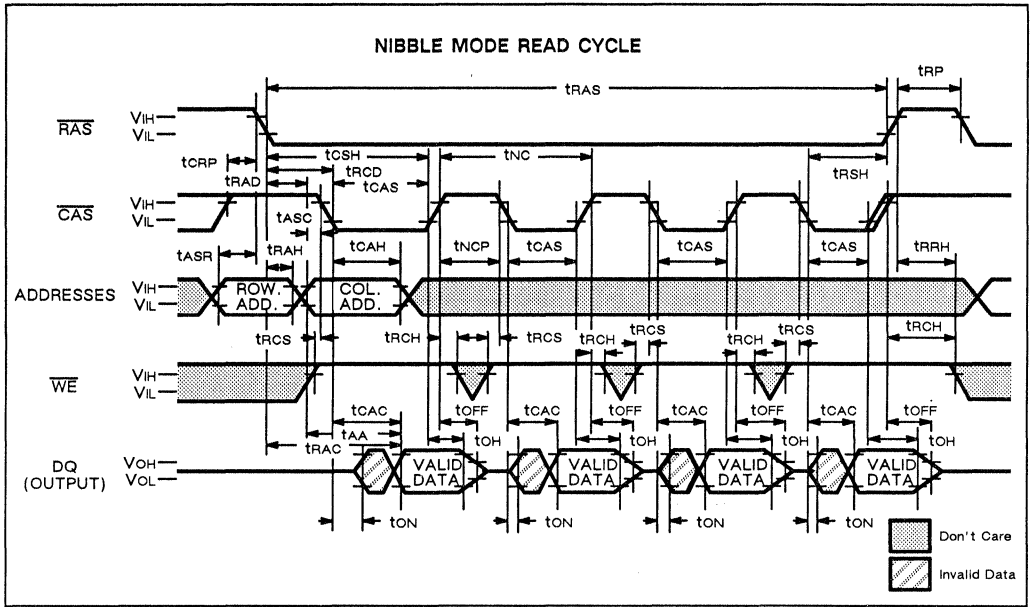 NIBBLE MODE READ CYCLE
tRAS
tRP
RAS
VIH
VIL
tCSH
tNC
tCRP
tRCD
tRSH
tRAD
tCAS
CAS
VIH
VIL
tASC
tASR
tRAH
tCAH
tNCP
tCAS
tCAS
tCAS
tRRH
ADDRESSES
VIH
VIL
ROW. ADD.
COL. ADD.
tRCS
tRCH
tRCS
tRCH
tRCS
tRCH
tRCS
tRCH
WE
VIH
VIL
tCAC
tOFF
tCAC
tOFF
tCAC
tOFF
tCAC
tOFF
tAA
tRAC
tOH
tOH
tOH
tOH
DQ
(OUTPUT)
VOH
VOL
VALID DATA
VALID DATA
VALID DATA
VALID DATA
tON
tON
tON
tON
Don't Care
Invalid Data